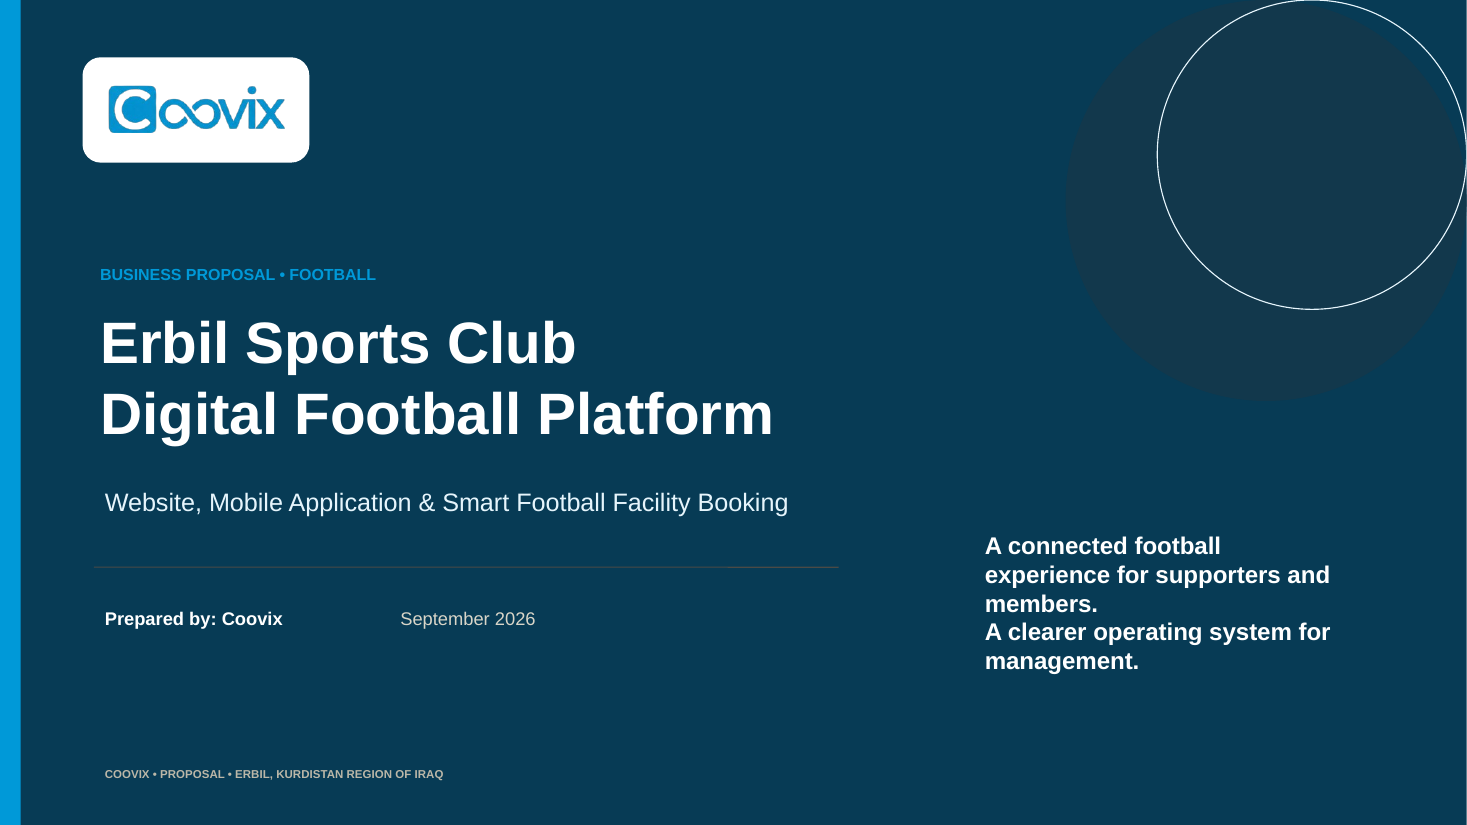 Coovix
BUSINESS PROPOSAL • FOOTBALL
Erbil Sports Club
Digital Football Platform
Website, Mobile Application & Smart Football Facility Booking
A connected football
experience for supporters and
members.
A clearer operating system for
management.
Prepared by: Coovix
September 2026
COOVIX • PROPOSAL • ERBIL, KURDISTAN REGION OF IRAQ